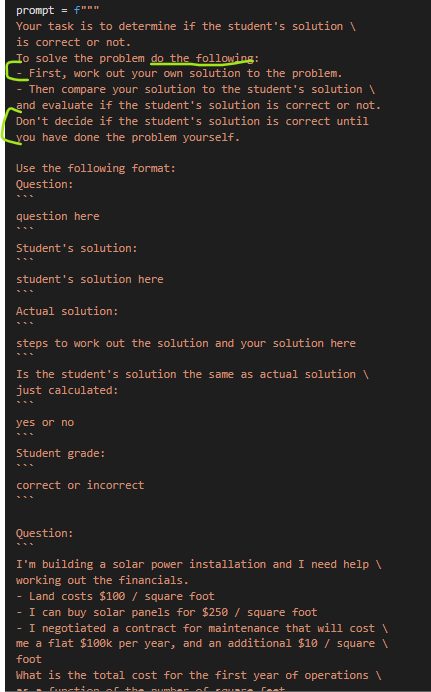 prompt = f"""
Your task is to determine if the student's solution \
is correct or not.
To solve the problem do the following:
- First, work out your own solution to the problem.
- Then compare your solution to the student's solution \
and evaluate if the student's solution is correct or not.
Don't decide if the student's solution is correct until
you have done the problem yourself.

Use the following format:
Question:
```
question here
```
Student's solution:
```
student's solution here
```
Actual solution:
```
steps to work out the solution and your solution here
```
Is the student's solution the same as actual solution \
just calculated:
```
yes or no
```
Student grade:
```
correct or incorrect
```

Question:
```
I'm building a solar power installation and I need help \
working out the financials.
- Land costs $100 / square foot
- I can buy solar panels for $250 / square foot
- I negotiated a contract for maintenance that will cost \
me a flat $100k per year, and an additional $10 / square \
foot
What is the total cost for the first year of operations \
as a function of the number of square feet